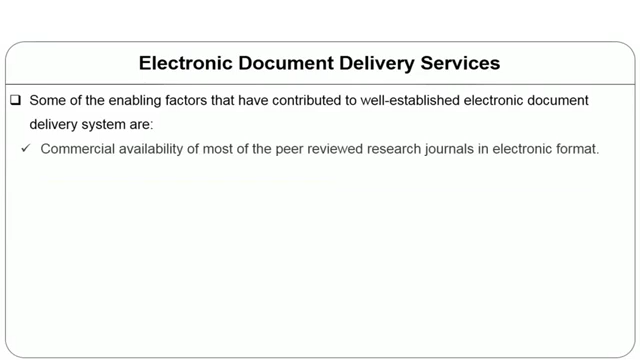 Electronic Document Delivery Services
Some of the enabling factors that have contributed to well-established electronic document
delivery system are:
Commercial availability of most of the peer reviewed research journals in electronic format.